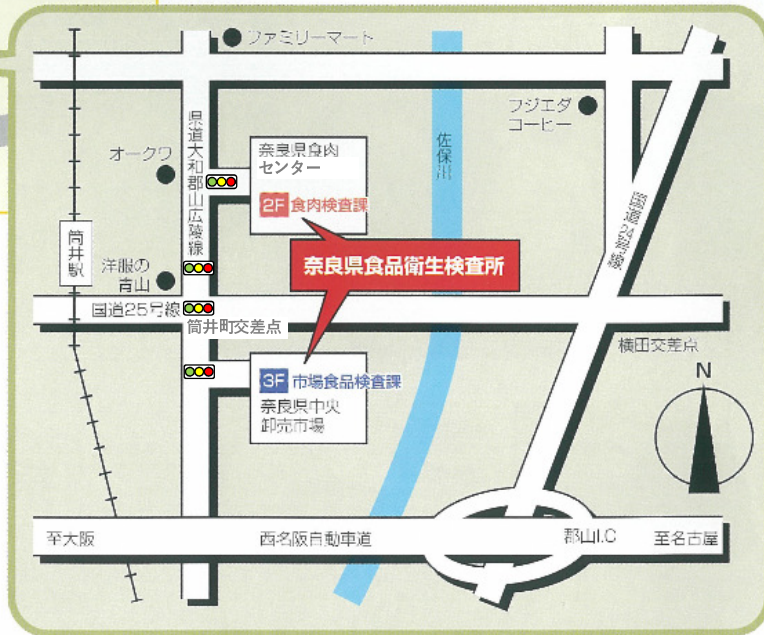 ファミリーマート
フジエダ
コーヒー
県道大和郡山広陵線
オークワ
奈良県食肉
センター
2F 食肉検査課
佐保川
国道24号線
筒井駅
洋服の
青山
奈良県食品衛生検査所
国道25号線
筒井町交差点
横田交差点
N
3F 市場食品検査課
奈良県中央
卸売市場
至大阪
西名阪自動車道
郡山I.C
至名古屋